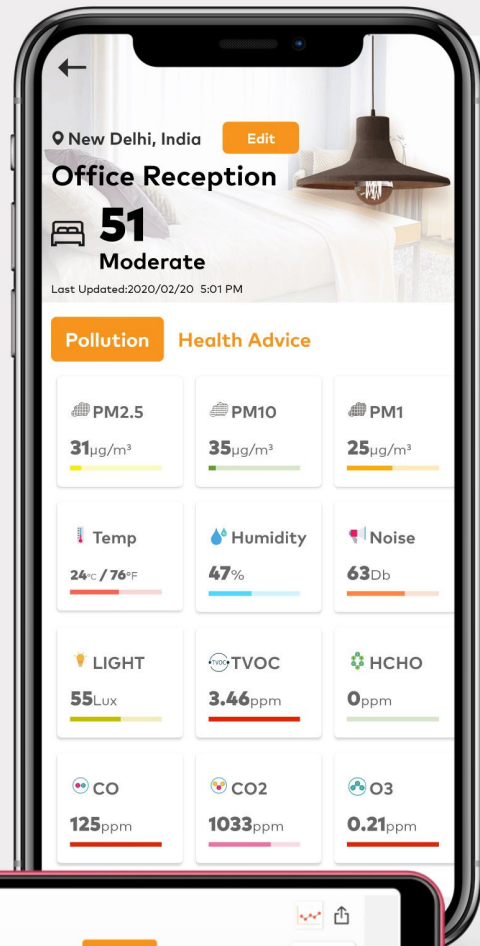 New Delhi, India Edit
Office Reception
51
Moderate
Last Updated:2020/02/20 5:01 PM
Pollution Health Advice
PM2.5 PM10 PM1
31µg/m³ 35µg/m³ 25µg/m³
Temp Humidity Noise
24°C / 76°F 47% 63Db
LIGHT TVOC HCHO
55Lux 3.46ppm 0ppm
CO CO2 O3
125ppm 1033ppm 0.21ppm